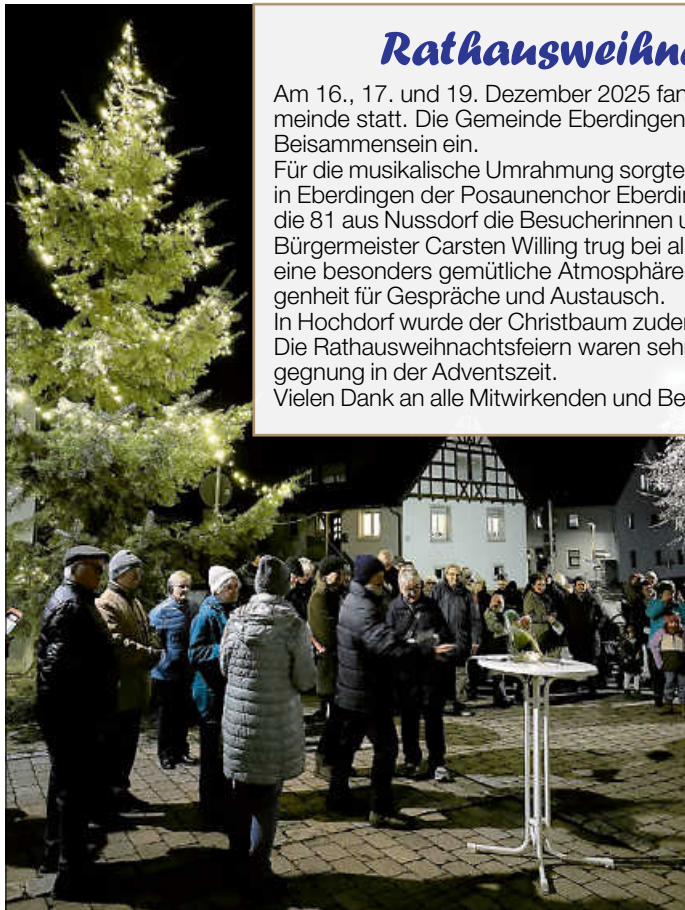 Rathausweihna
Am 16., 17. und 19. Dezember 2025 fan
meinde statt. Die Gemeinde Eberdingen
Beisammensein ein.
Für die musikalische Umrahmung sorgte
in Eberdingen der Posaunenchor Eberdin
die 81 aus Nussdorf die Besucherinnen u
Bürgermeister Carsten Willing trug bei al
eine besonders gemütliche Atmosphäre
genheit für Gespräche und Austausch.
In Hochdorf wurde der Christbaum zuder
Die Rathausweihnachtsfeiern waren sehr
gegnung in der Adventszeit.
Vielen Dank an alle Mitwirkenden und Be